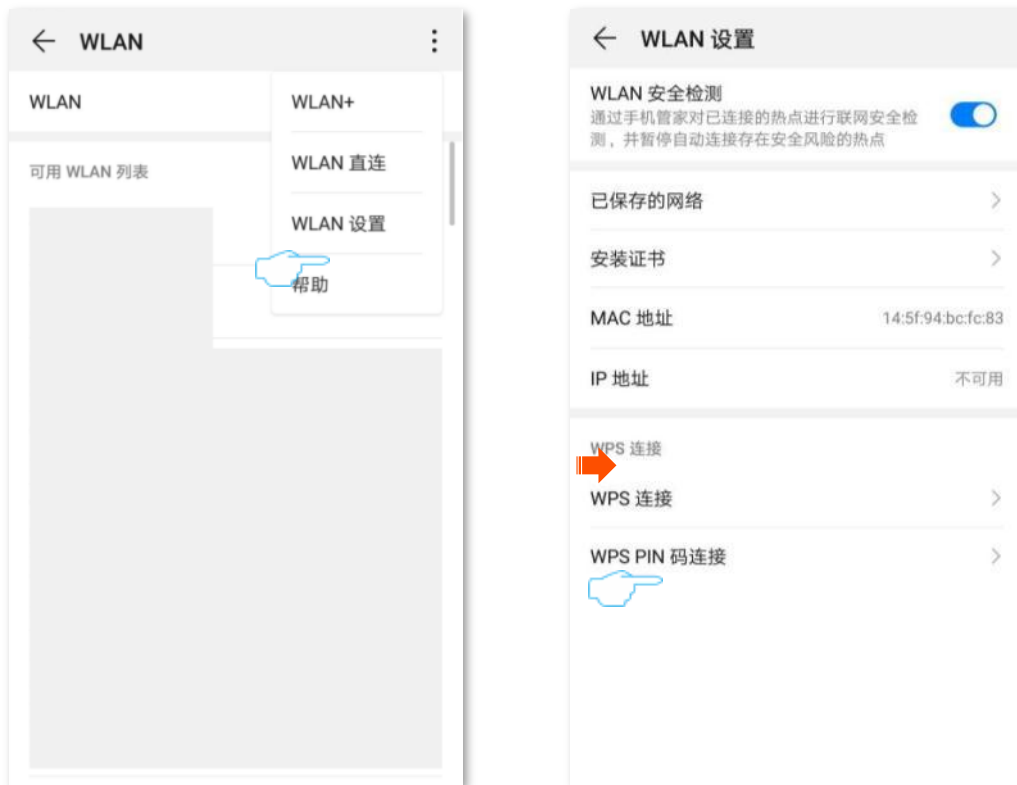 WLAN
WLAN
WLAN+
WLAN 直连
WLAN 设置
帮助
可用 WLAN 列表
WLAN 设置
WLAN 安全检测
通过手机管家对已连接的热点进行联网安全检
测，并暂停自动连接存在安全风险的热点
已保存的网络
安装证书
MAC 地址 14:5f:94:bc:fc:83
IP 地址 不可用
WPS 连接
WPS 连接
WPS PIN 码连接